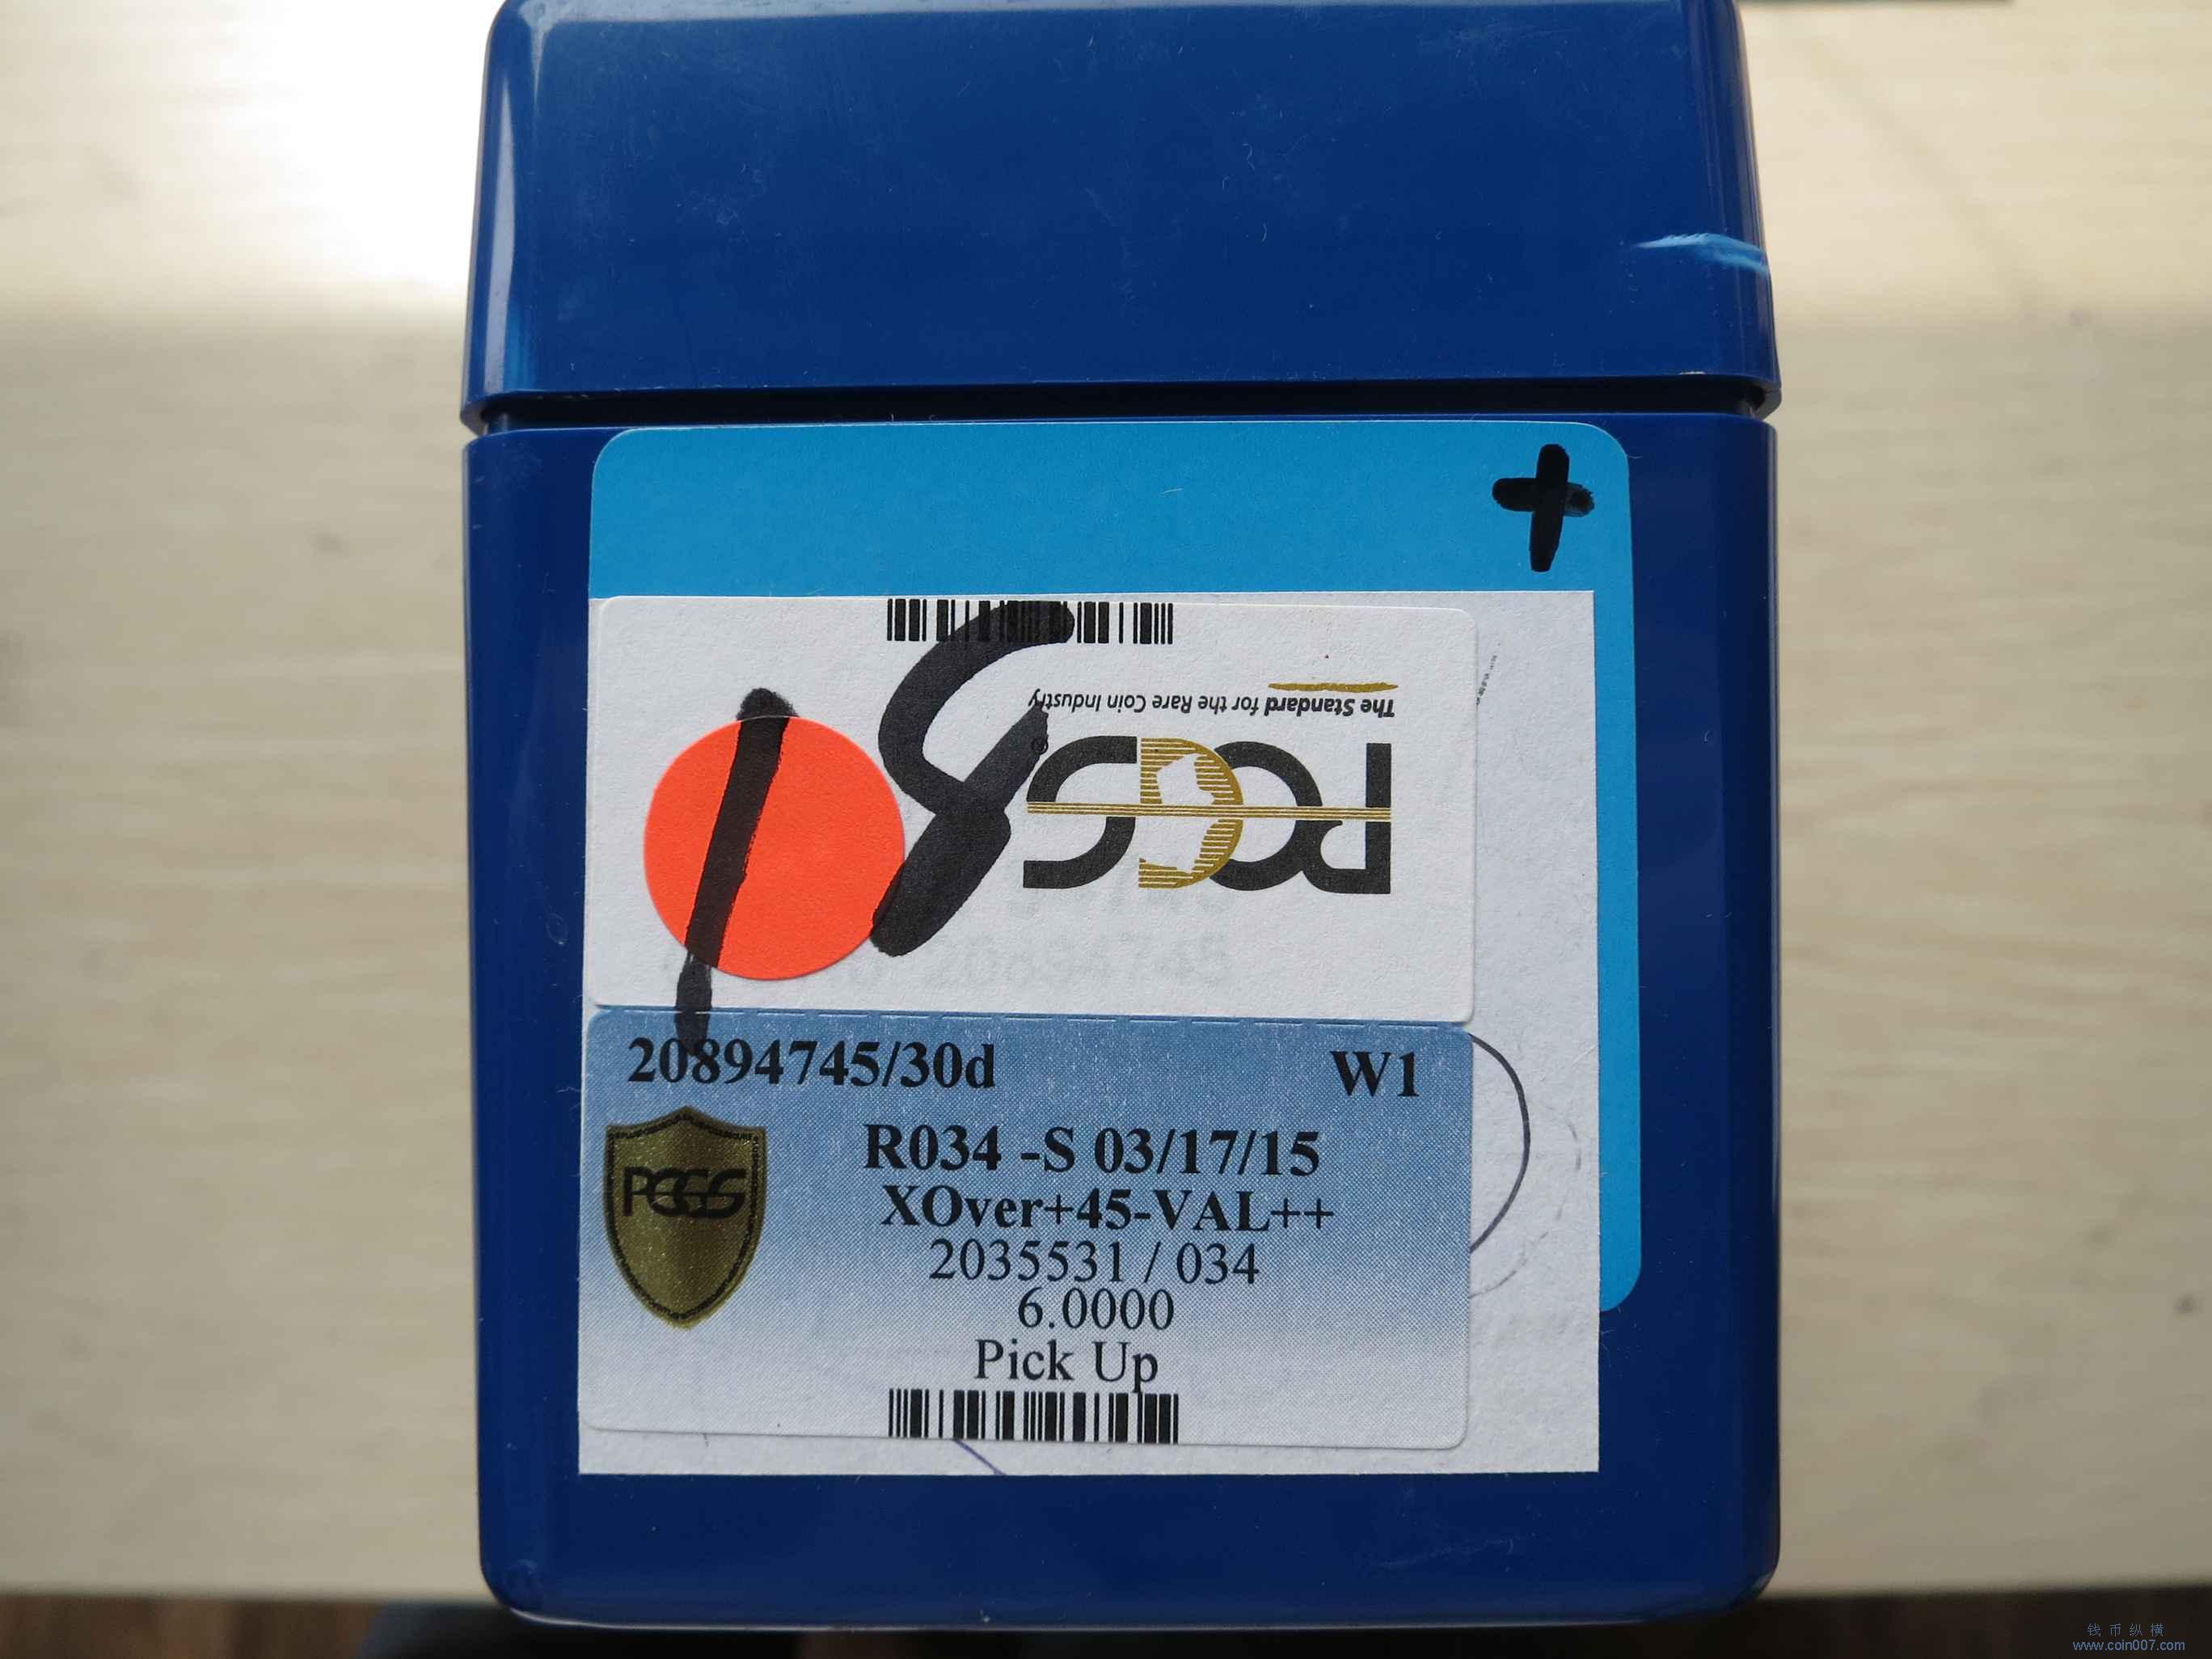 +
PCGS
The Standard for the Rare Coin Industry
20894745/30d W1
R034 -S 03/17/15
XOver+45-VAL++
PCGS
2035531 / 034
6.0000
Pick Up
钱币纵横
www.coin007.com